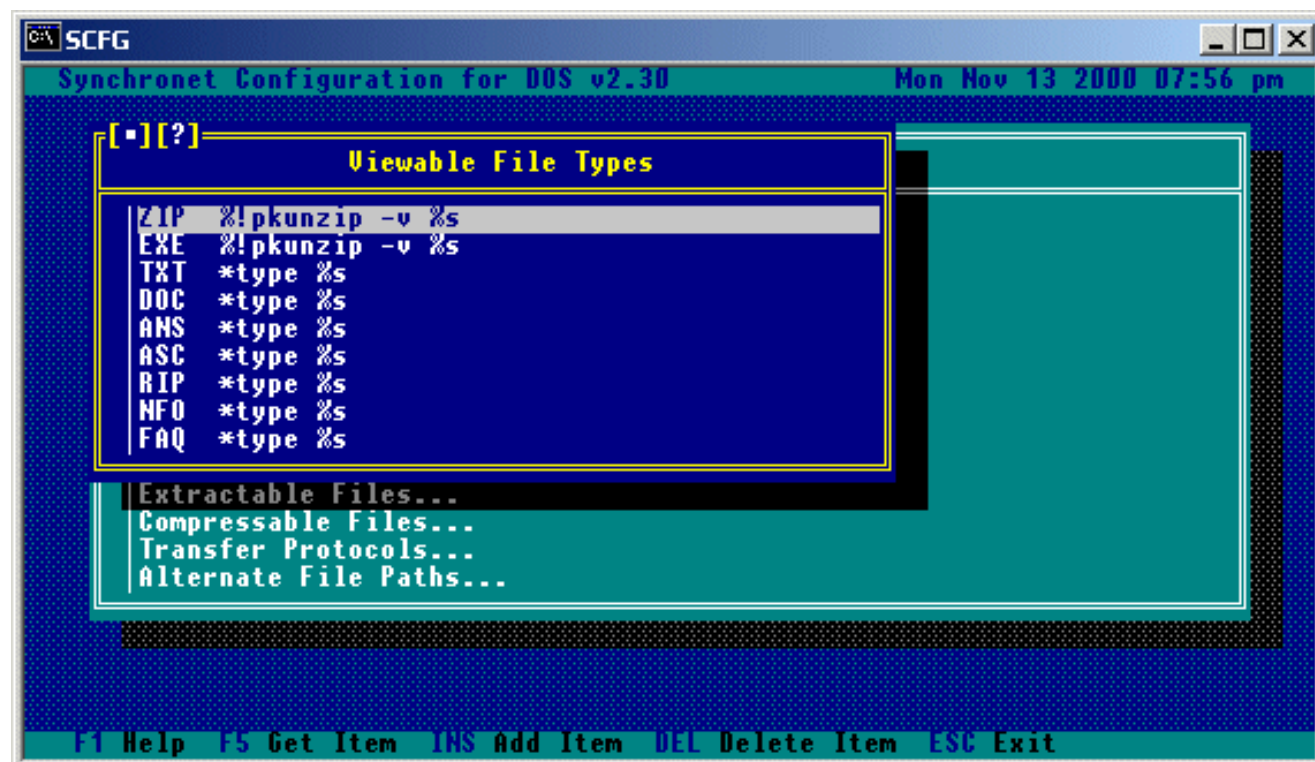 SCFG
Synchronet Configuration for DOS v2.30 Mon Nov 13 2000 07:56 pm
[▪][?]
Viewable File Types
ZIP %!pkunzip -v %s
EXE %!pkunzip -v %s
TXT *type %s
DOC *type %s
ANS *type %s
ASC *type %s
RIP *type %s
NFO *type %s
FAQ *type %s
Extractable Files...
Compressable Files...
Transfer Protocols...
Alternate File Paths...
F1 Help F5 Get Item INS Add Item DEL Delete Item ESC Exit